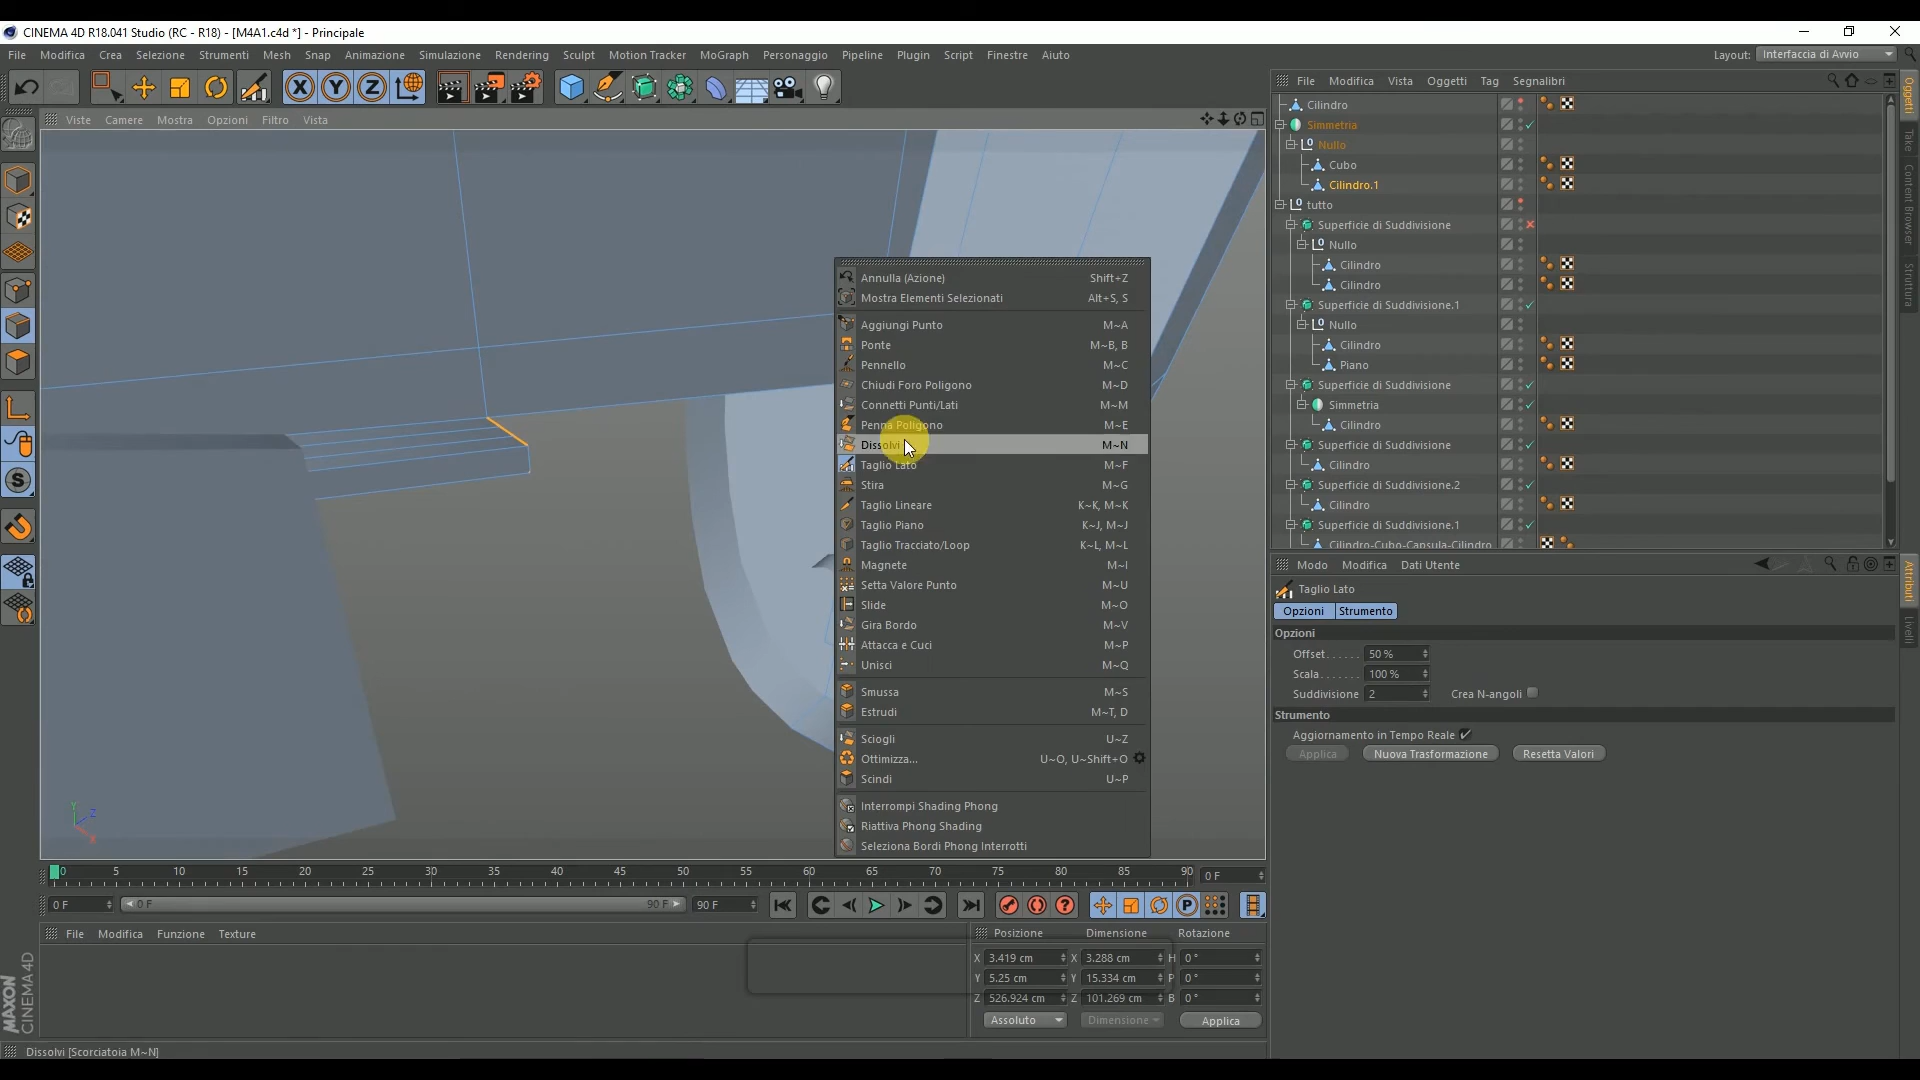 CINEMA 4D R18.041 Studio (RC - R18) - [M4A1.c4d *] - Principale
File Modifica Crea Selezione Strumenti Mesh Snap Animazione Simulazione Rendering Sculpt Motion Tracker MoGraph Personaggio Pipeline Plugin Script Finestre Aiuto
Layout: Interfaccia di Avvio
Viste Camere Mostra Opzioni Filtro Vista
Annulla (Azione) Shift+Z
Mostra Elementi Selezionati Alt+S, S
Aggiungi Punto M~A
Ponte M~B, B
Pennello M~C
Chiudi Foro Poligono M~D
Connetti Punti/Lati M~M
Penna Poligono M~E
Dissolvi M~N
Taglio Lato M~F
Stira M~G
Taglio Lineare K~K, M~K
Taglio Piano K~J, M~J
Taglio Tracciato/Loop K~L, M~L
Magnete M~I
Setta Valore Punto M~U
Slide M~O
Gira Bordo M~V
Attacca e Cuci M~P
Unisci M~Q
Smussa M~S
Estrudi M~T, D
Sciogli U~Z
Ottimizza... U~O, U~Shift+O
Scindi U~P
Interrompi Shading Phong
Riattiva Phong Shading
Seleziona Bordi Phong Interrotti
Y
Z
X
0 5 10 15 20 25 30 35 40 45 50 55 60 65 70 75 80 85 90
0 F
0 F 0 F 90 F 90 F
File Modifica Funzione Texture
Posizione Dimensione Rotazione
X 3.419 cm X 3.288 cm H 0 °
Y 5.25 cm Y 15.334 cm P 0 °
Z 526.924 cm Z 101.269 cm B 0 °
Assoluto Dimensione Applica
MAXON
CINEMA 4D
Dissolvi [Scorciatoia M~N]
File Modifica Vista Oggetti Tag Segnalibri
Cilindro
Simmetria
Nullo
Cubo
Cilindro.1
tutto
Superficie di Suddivisione
Nullo
Cilindro
Cilindro
Superficie di Suddivisione.1
Nullo
Cilindro
Piano
Superficie di Suddivisione
Simmetria
Cilindro
Superficie di Suddivisione
Cilindro
Superficie di Suddivisione.2
Cilindro
Superficie di Suddivisione.1
Cilindro-Cubo-Capsula-Cilindro
Modo Modifica Dati Utente
Taglio Lato
Opzioni Strumento
Opzioni
Offset...... 50 %
Scala....... 100 %
Suddivisione 2 Crea N-angoli
Strumento
Aggiornamento in Tempo Reale
Applica Nuova Trasformazione Resetta Valori
Oggetti
Take
Content Browser
Struttura
Attributi
Livelli